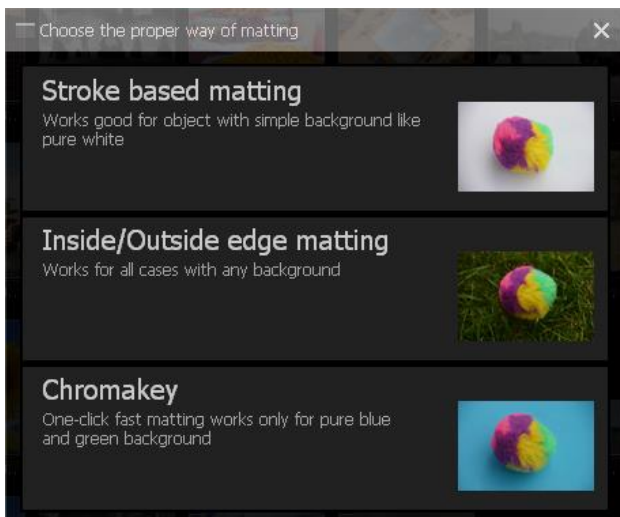 Choose the proper way of matting
Stroke based matting
Works good for object with simple background like
pure white
Inside/Outside edge matting
Works for all cases with any background
Chromakey
One-click fast matting works only for pure blue
and green background